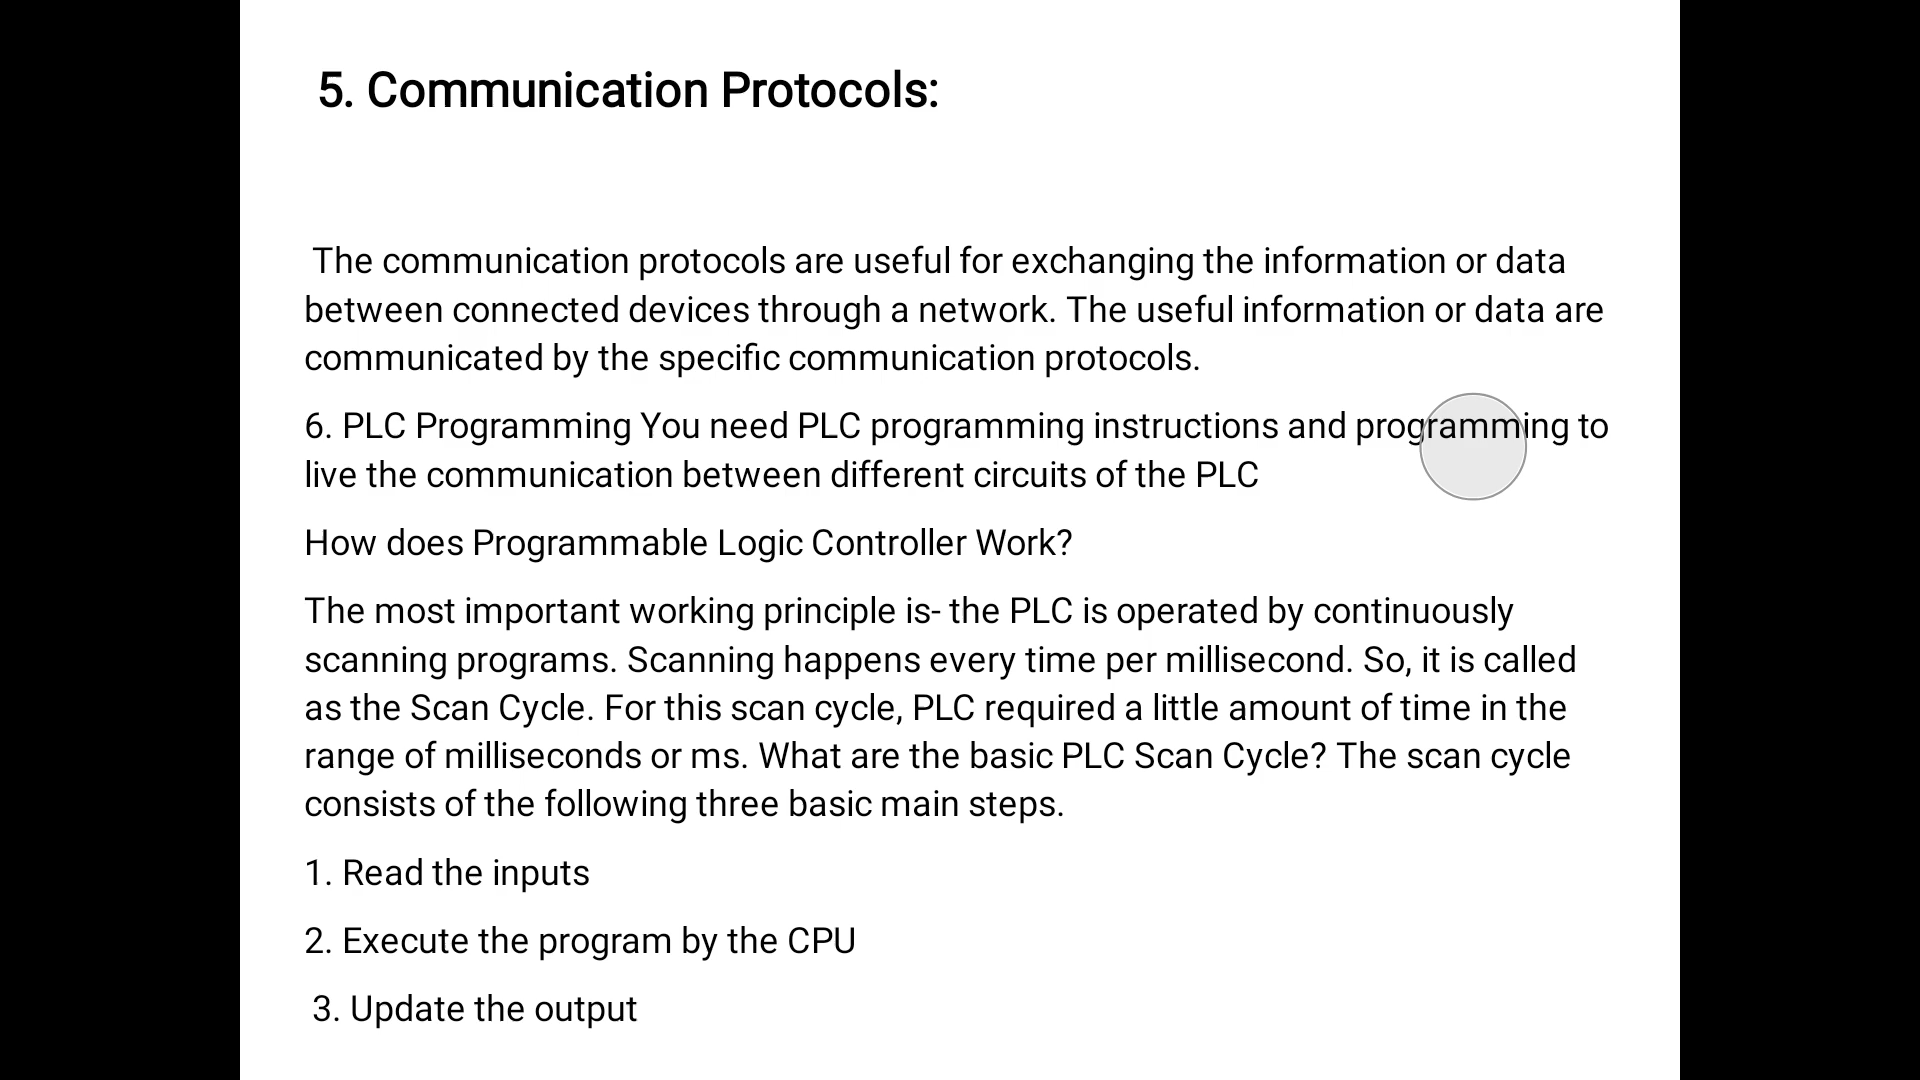 5. Communication Protocols:
The communication protocols are useful for exchanging the information or data
between connected devices through a network. The useful information or data are
communicated by the specific communication protocols.
6. PLC Programming You need PLC programming instructions and programming to
live the communication between different circuits of the PLC
How does Programmable Logic Controller Work?
The most important working principle is- the PLC is operated by continuously
scanning programs. Scanning happens every time per millisecond. So, it is called
as the Scan Cycle. For this scan cycle, PLC required a little amount of time in the
range of milliseconds or ms. What are the basic PLC Scan Cycle? The scan cycle
consists of the following three basic main steps.
1. Read the inputs
2. Execute the program by the CPU
3. Update the output